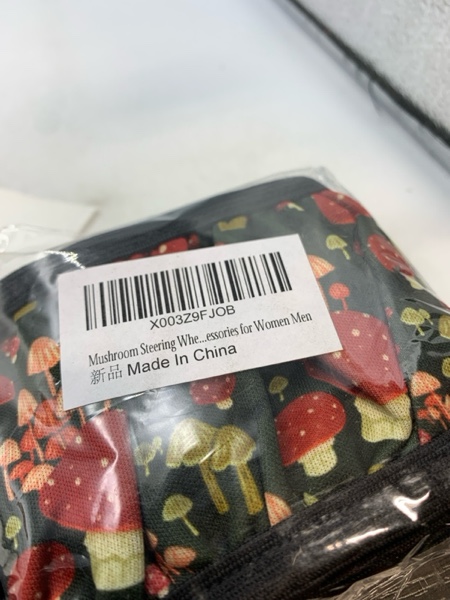 X003Z9FJOB
Mushroom Steering Whe...essories for Women Men
新品 Made In China